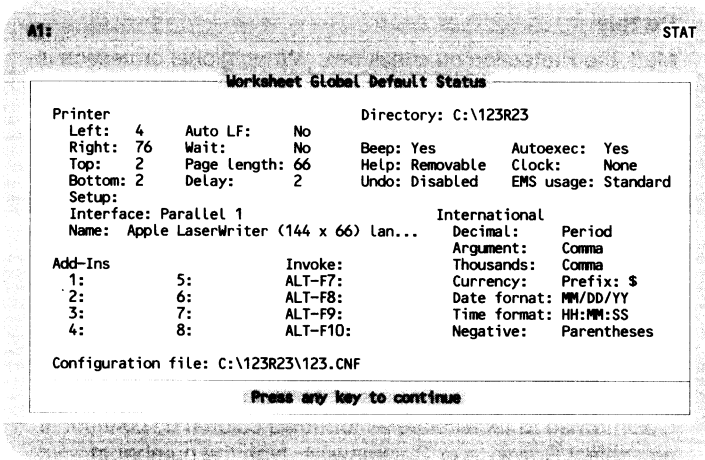 A1: STAT
Worksheet Global Default Status
Printer Directory: C:\123R23
Left: 4 Auto LF: No
Right: 76 Wait: No Beep: Yes Autoexec: Yes
Top: 2 Page length: 66 Help: Removable Clock: None
Bottom: 2 Delay: 2 Undo: Disabled EMS usage: Standard
Setup:
Interface: Parallel 1 International
Name: Apple LaserWriter (144 x 66) lan... Decimal: Period
Argument: Comma
Add-Ins Invoke: Thousands: Comma
1: 5: ALT-F7: Currency: Prefix: $
2: 6: ALT-F8: Date format: MM/DD/YY
3: 7: ALT-F9: Time format: HH:MM:SS
4: 8: ALT-F10: Negative: Parentheses
Configuration file: C:\123R23\123.CNF
Press any key to continue